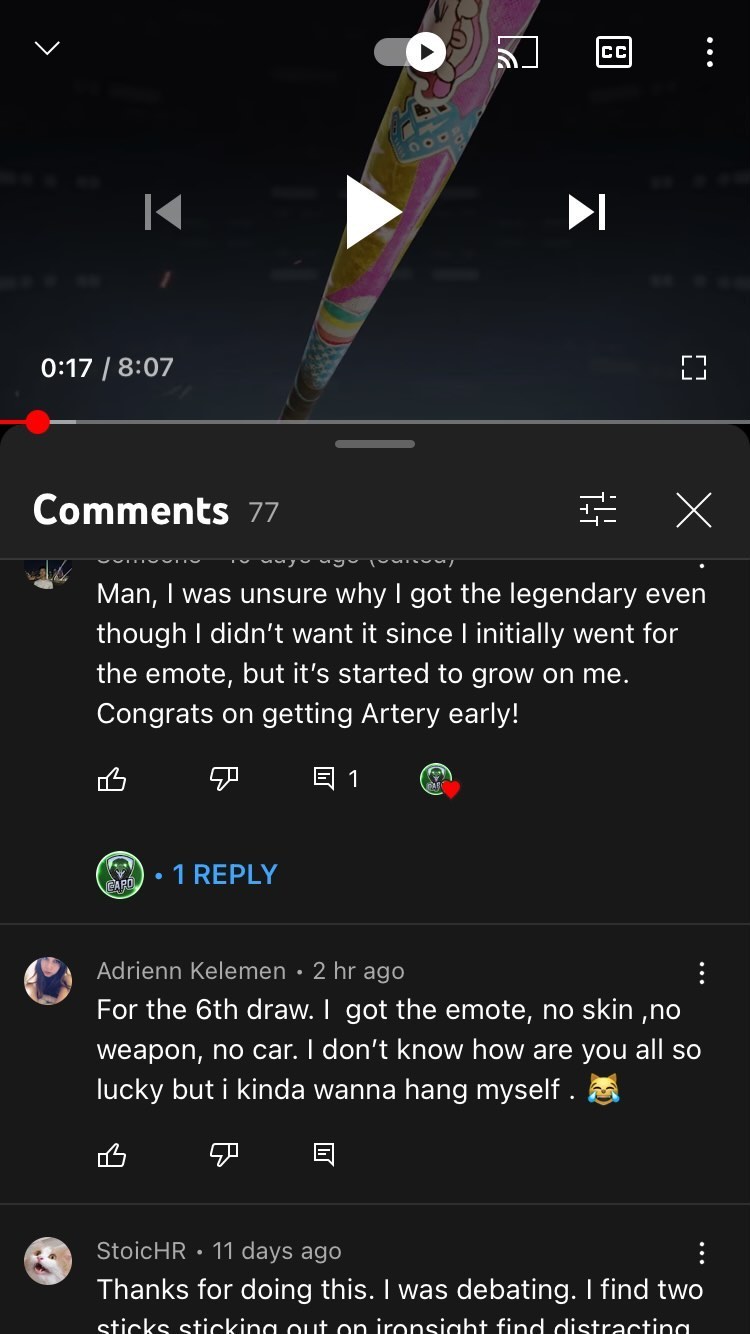 CC
0:17 / 8:07
Comments 77
Man, I was unsure why I got the legendary even
though I didn’t want it since I initially went for
the emote, but it’s started to grow on me.
Congrats on getting Artery early!
1
CAPO
• 1 REPLY
Adrienn Kelemen • 2 hr ago
For the 6th draw. I  got the emote, no skin ,no
weapon, no car. I don’t know how are you all so
lucky but i kinda wanna hang myself . 😹
StoicHR • 11 days ago
Thanks for doing this. I was debating. I find two
sticks sticking out on ironsight find distracting